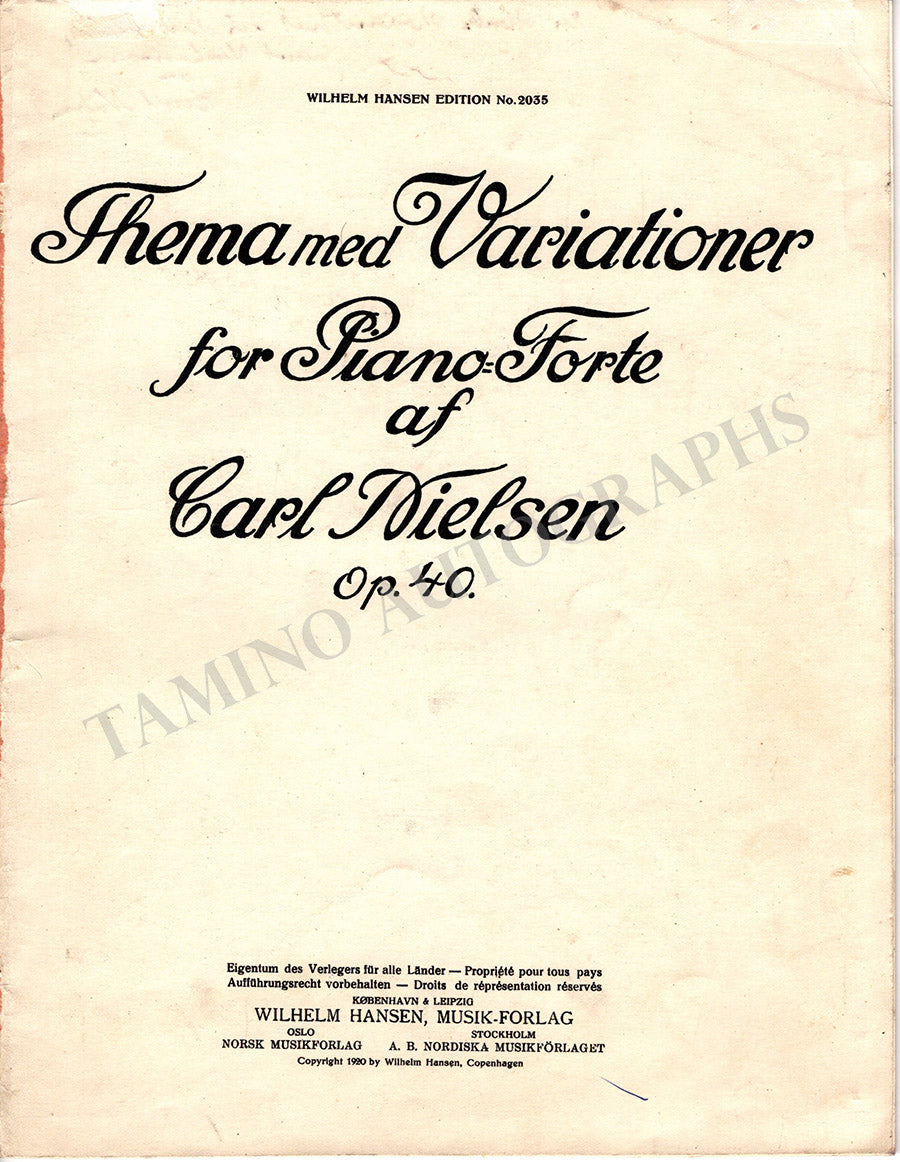 WILHELM HANSEN EDITION No. 2035
Thema med Variationer
for Piano=Forte
af
Carl Nielsen
Op. 40.
TAMINO AUTOGRAPHS
Eigentum des Verlegers für alle Länder — Propriété pour tous pays
Aufführungsrecht vorbehalten — Droits de répresentation réservés
KØBENHAVN & LEIPZIG
WILHELM HANSEN, MUSIK-FORLAG
OSLO STOCKHOLM
NORSK MUSIKFORLAG A. B. NORDISKA MUSIKFÖRLAGET
Copyright 1920 by Wilhelm Hansen, Copenhagen